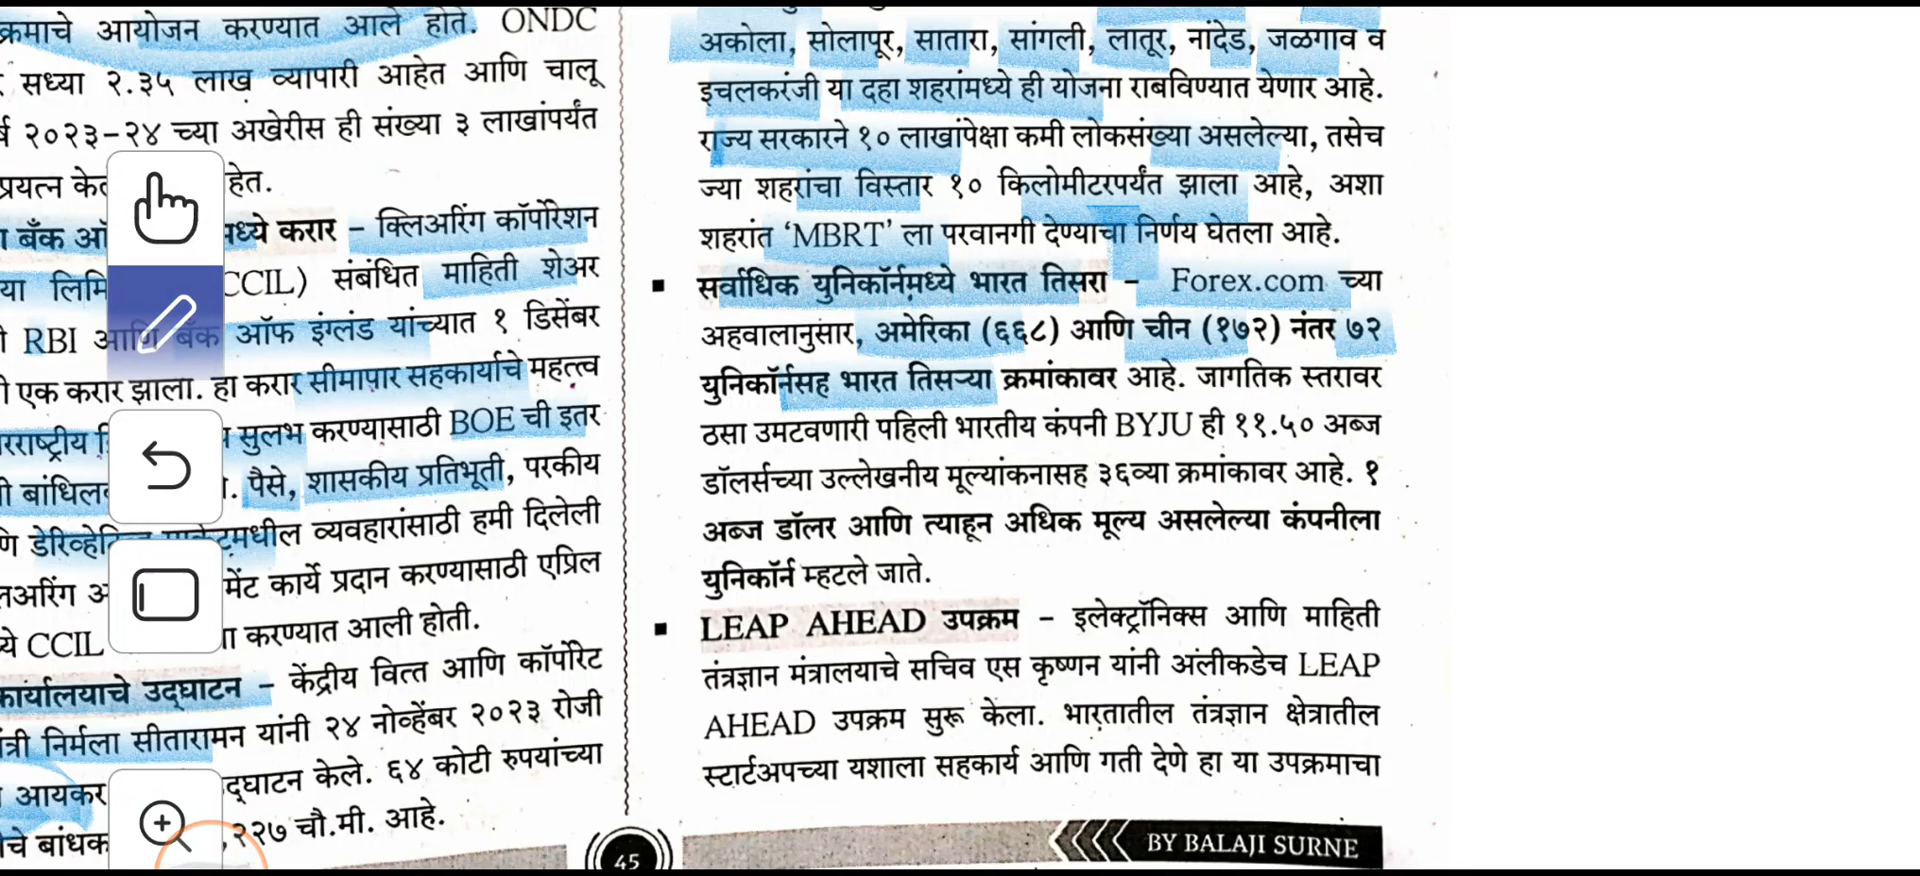 क्रमाचे आयोजन करण्यात आले होते. ONDC
सध्या २.३५ लाख व्यापारी आहेत आणि चालू
२०२३-२४ च्या अखेरीस ही संख्या ३ लाखांपर्यंत
प्रयत्न हेत.
बँक मध्ये करार – क्लिअरिंग कॉर्पोरेशन
या CCIL) संबंधित माहिती शेअर
RBI आणि बँक ऑफ इंग्लंड यांच्यात १ डिसेंबर
एक करार झाला. हा करार सीमापार सहकार्याचे महत्त्व
सुलभ करण्यासाठी BOE ची इतर
पैसे, शासकीय प्रतिभूती, परकीय
व्यवहारांसाठी हमी दिलेली
मेंट कार्ये प्रदान करण्यासाठी एप्रिल
ये CCIL करण्यात आली होती.
कार्यालयाचे उद्घाटन – केंद्रीय वित्त आणि कॉर्पोरेट
त्री निर्मला सीतारामन यांनी २४ नोव्हेंबर २०२३ रोजी
आयकर द्घाटन केले. ६४ कोटी रुपयांच्या
चे बांधक ,२२७ चौ.मी. आहे.
अकोला, सोलापूर, सातारा, सांगली, लातूर, नांदेड, जळगाव व
इचलकरंजी या दहा शहरांमध्ये ही योजना राबविण्यात येणार आहे.
राज्य सरकारने १० लाखांपेक्षा कमी लोकसंख्या असलेल्या, तसेच
ज्या शहरांचा विस्तार १० किलोमीटरपर्यंत झाला आहे, अशा
शहरांत ‘MBRT’ ला परवानगी देण्याचा निर्णय घेतला आहे.
▪ सर्वाधिक युनिकॉर्नमध्ये भारत तिसरा – Forex.com च्या
अहवालानुसार, अमेरिका (६६८) आणि चीन (१७२) नंतर ७२
युनिकॉर्नसह भारत तिसऱ्या क्रमांकावर आहे. जागतिक स्तरावर
ठसा उमटवणारी पहिली भारतीय कंपनी BYJU ही ११.५० अब्ज
डॉलर्सच्या उल्लेखनीय मूल्यांकनासह ३६व्या क्रमांकावर आहे. १
अब्ज डॉलर आणि त्याहून अधिक मूल्य असलेल्या कंपनीला
युनिकॉर्न म्हटले जाते.
▪ LEAP AHEAD उपक्रम – इलेक्ट्रॉनिक्स आणि माहिती
तंत्रज्ञान मंत्रालयाचे सचिव एस कृष्णन यांनी अलीकडेच LEAP
AHEAD उपक्रम सुरू केला. भारतातील तंत्रज्ञान क्षेत्रातील
स्टार्टअपच्या यशाला सहकार्य आणि गती देणे हा या उपक्रमाचा
45
BY BALAJI SURNE